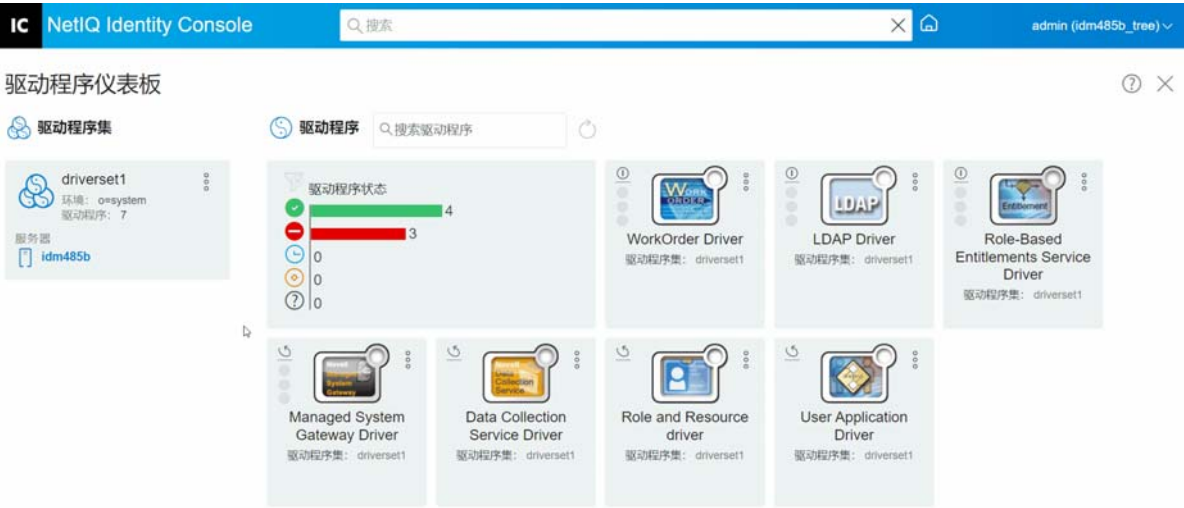 IC NetIQ Identity Console
搜索
admin (idm485b_tree)
驱动程序仪表板
驱动程序集
驱动程序
搜索驱动程序
driverset1
环境： o=system
驱动程序： 7
服务器
idm485b
驱动程序状态
4
3
0
0
0
WORK ORDER
WorkOrder Driver
驱动程序集： driverset1
LDAP
LDAP Driver
驱动程序集： driverset1
Entitlement
Role-Based
Entitlements Service
Driver
驱动程序集： driverset1
Novell
Managed
System
Gateway
Managed System
Gateway Driver
驱动程序集： driverset1
Novell
Data
Collection
Service
Data Collection
Service Driver
驱动程序集： driverset1
Role and Resource
driver
驱动程序集： driverset1
User Application
Driver
驱动程序集： driverset1